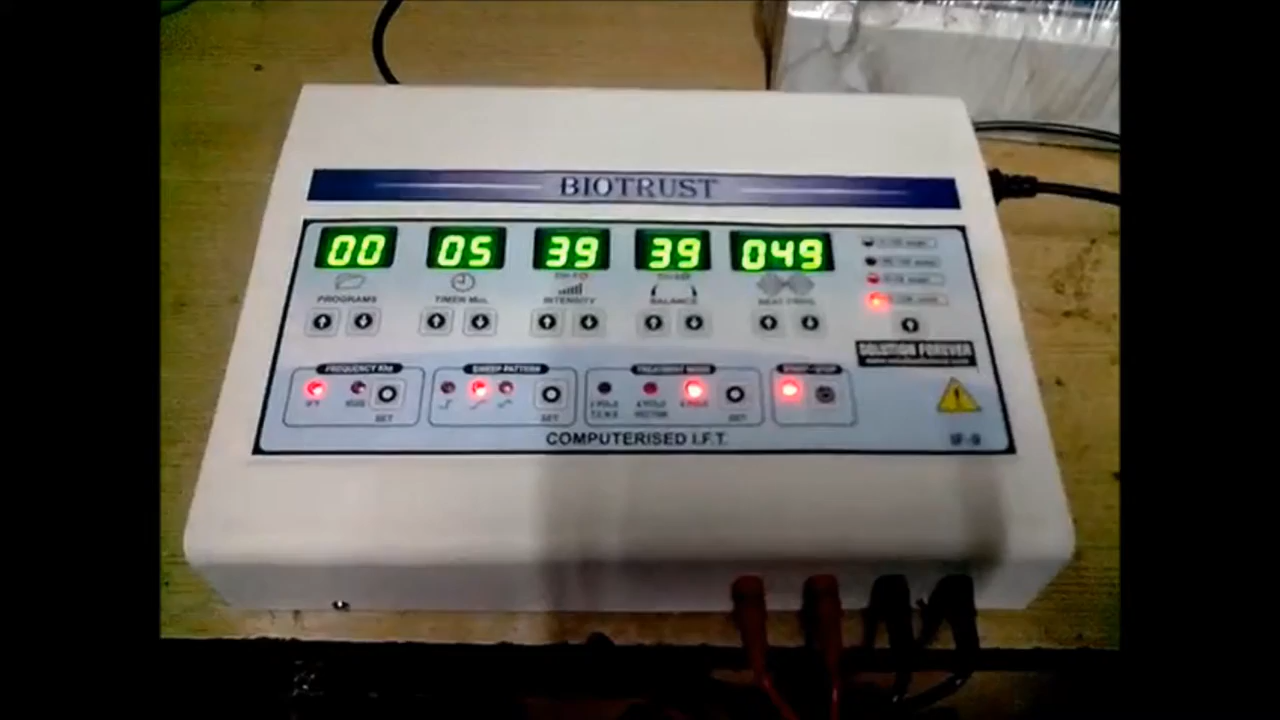 BIOTRUST
00 05 39 39 049
PROGRAMS TIMER Min. INTENSITY BALANCE BEAT FREQ.
SOLUTION FOREVER
FREQUENCY KHz SWEEP PATTERN TREATMENT MODE START-STOP
IFT
SET SET SET
2 POLE 4 POLE 4 POLE
T.E.N.S VECTOR
COMPUTERISED I.F.T.